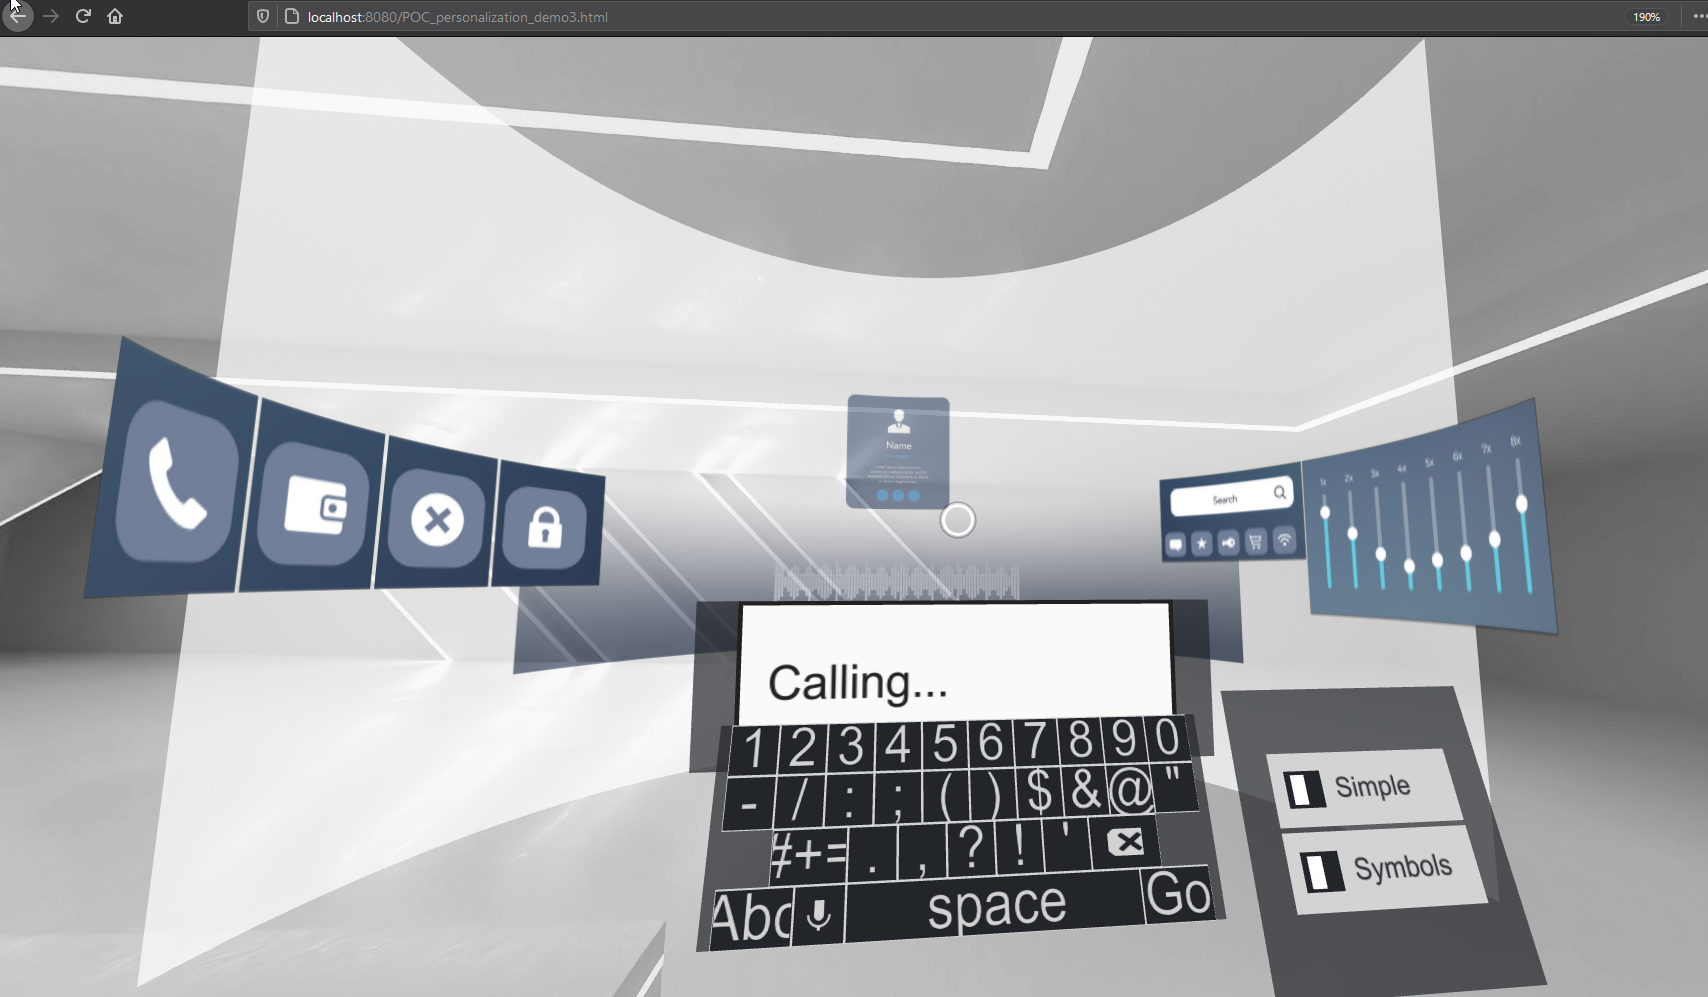 localhost:8080/POC_personalization_demo3.html
190%
Name
Search
1x 2x 3x 4x 5x 6x 7x 8x
Calling...
1 2 3 4 5 6 7 8 9 0
- / : ; ( ) $ & @ "
#+= . , ? ! '
Abc space Go
Simple
Symbols